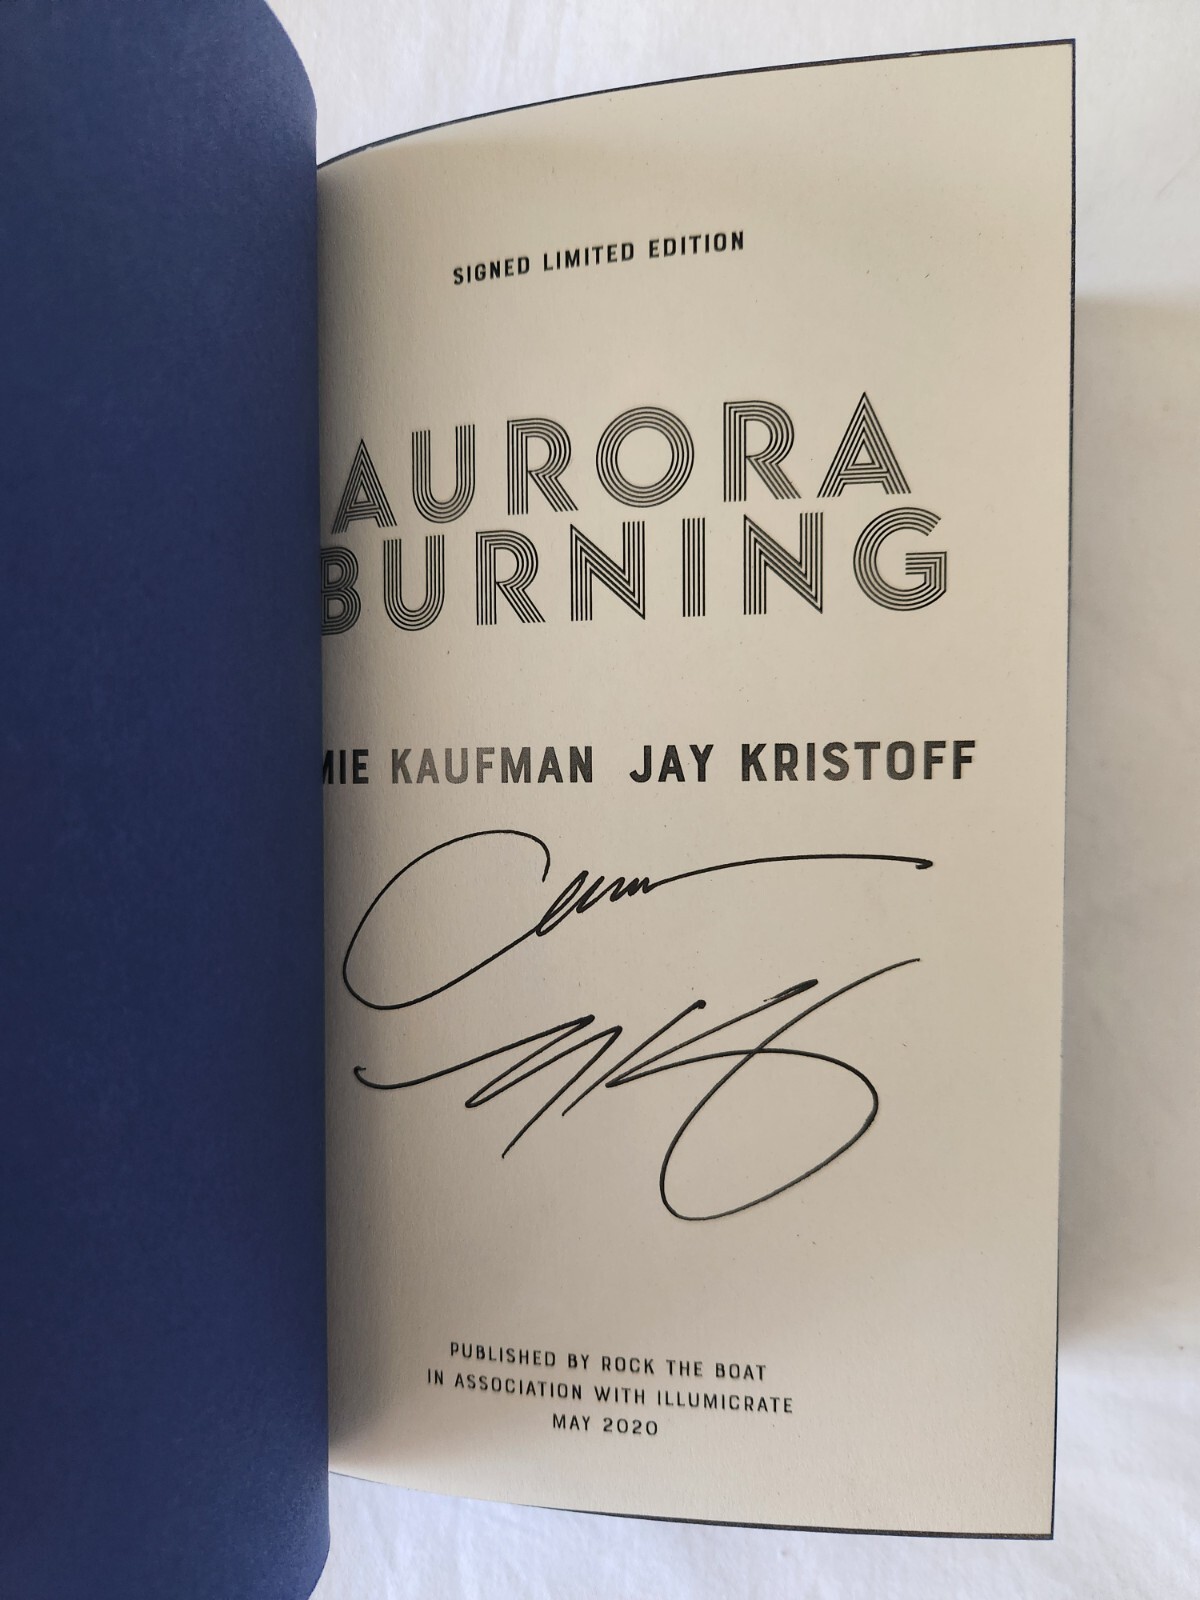 SIGNED LIMITED EDITION
AURORA
BURNING
MIE KAUFMAN JAY KRISTOFF
PUBLISHED BY ROCK THE BOAT
IN ASSOCIATION WITH ILLUMICRATE
MAY 2020